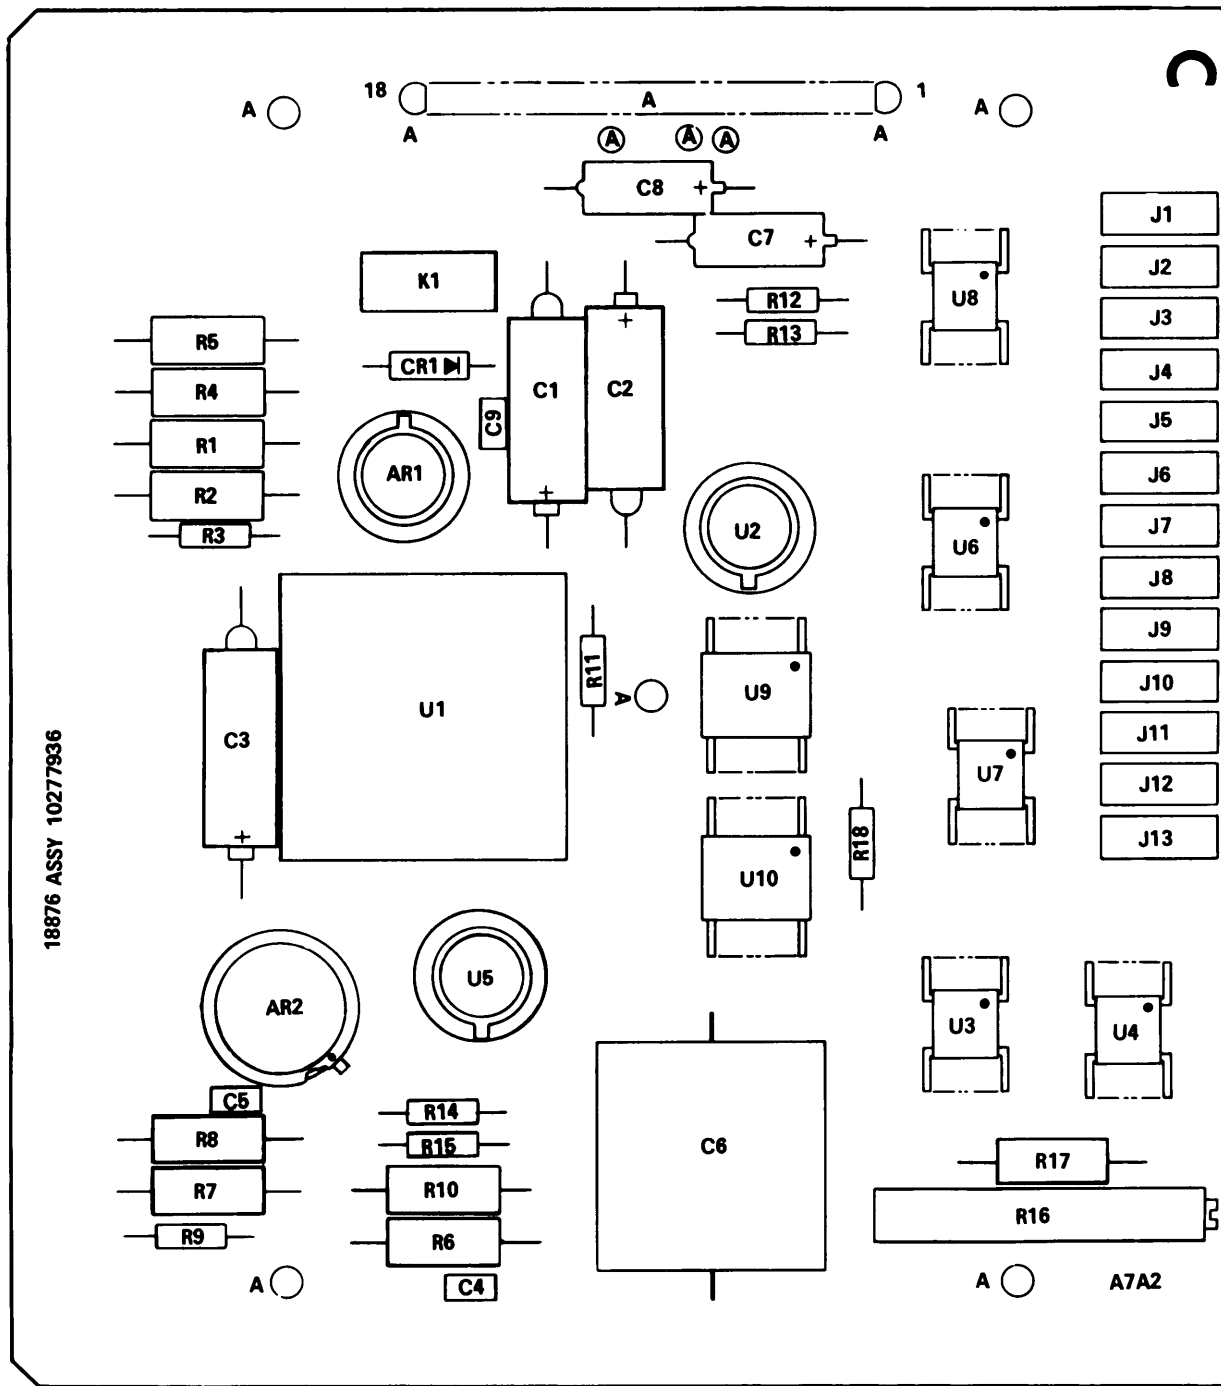 18
A
1
A
A
A
A
A
A
A
C8
+
C7
+
J1
J2
J3
J4
J5
J6
J7
J8
J9
J10
J11
J12
J13
K1
R12
R13
U8
R5
R4
R1
R2
R3
CR1
C9
AR1
C1
+
C2
+
U2
U6
U1
R11
A
U9
U7
C3
+
U10
R18
18876 ASSY 10277936
AR2
U5
U3
U4
C5
R8
R7
R9
R14
R15
R10
R6
C4
C6
R17
R16
A
A
A7A2